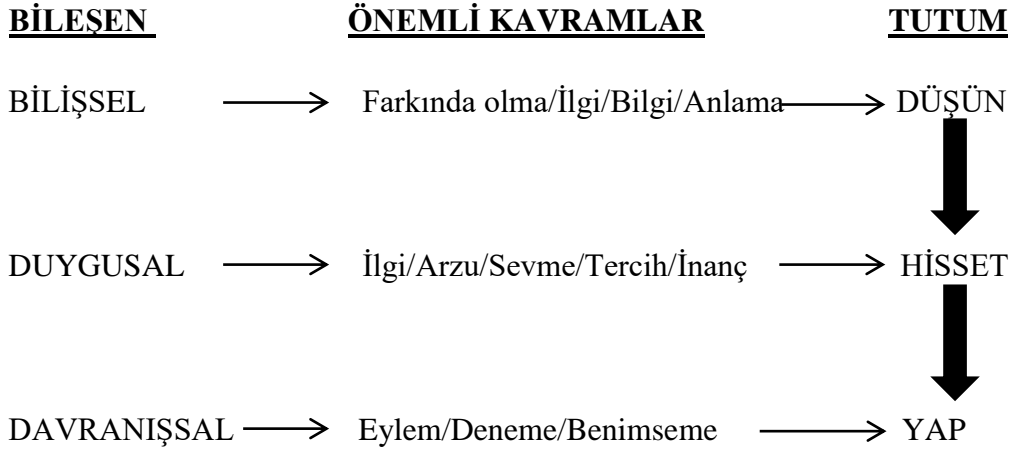 BİLEŞEN ÖNEMLİ KAVRAMLAR TUTUM
BİLİŞSEL Farkında olma/İlgi/Bilgi/Anlama DÜŞÜN
DUYGUSAL İlgi/Arzu/Sevme/Tercih/İnanç HİSSET
DAVRANIŞSAL Eylem/Deneme/Benimseme YAP